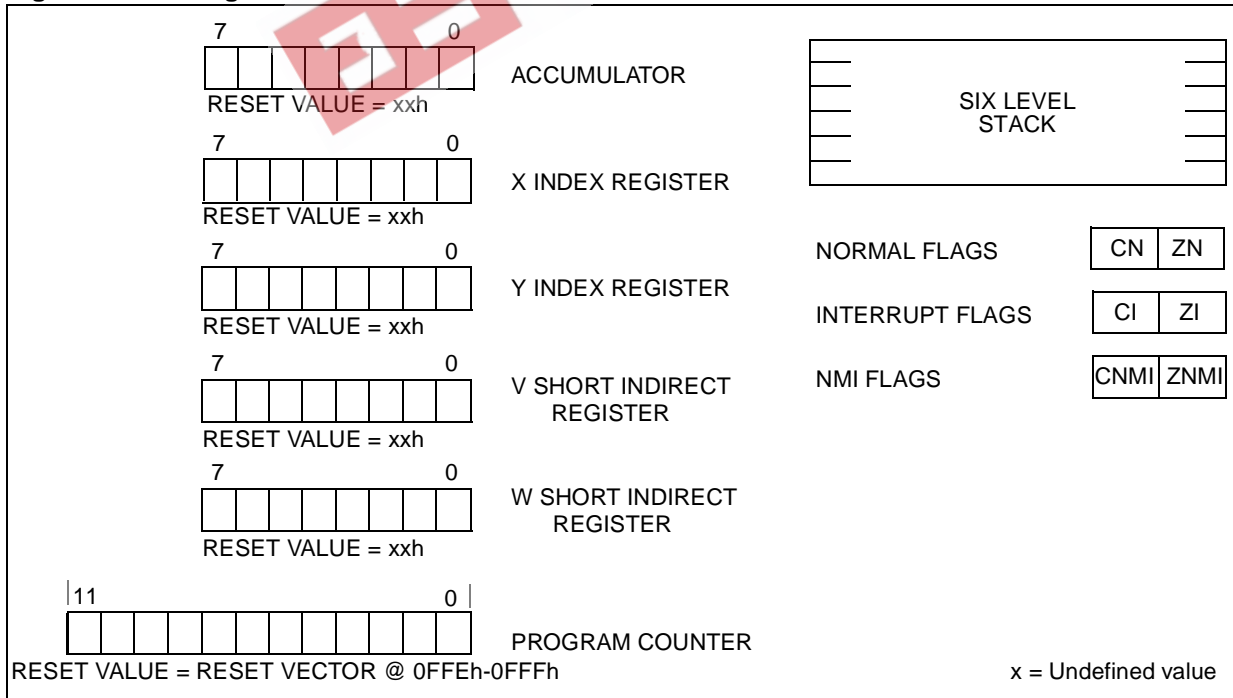 7 0
ACCUMULATOR
RESET VALUE = xxh
7 0
X INDEX REGISTER
RESET VALUE = xxh
7 0
Y INDEX REGISTER
RESET VALUE = xxh
7 0
V SHORT INDIRECT
REGISTER
RESET VALUE = xxh
7 0
W SHORT INDIRECT
REGISTER
RESET VALUE = xxh
11 0
PROGRAM COUNTER
RESET VALUE = RESET VECTOR @ 0FFEh-0FFFh
SIX LEVEL
STACK
NORMAL FLAGS CN ZN
INTERRUPT FLAGS CI ZI
NMI FLAGS CNMI ZNMI
x = Undefined value